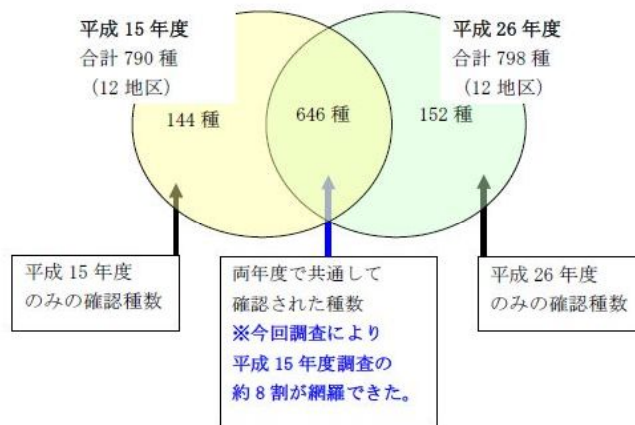 平成 15 年度
合計 790 種
(12 地区)
平成 26 年度
合計 798 種
(12 地区)
144 種
646 種
152 種
平成 15 年度
のみの確認種数
両年度で共通して
確認された種数
※今回調査により
平成 15 年度調査の
約 8 割が網羅できた。
平成 26 年度
のみの確認種数